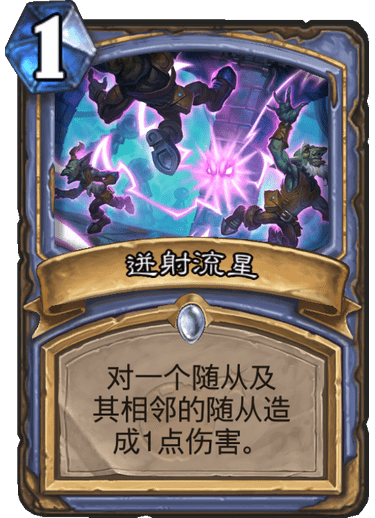 1
迸射流星
对一个随从及
其相邻的随从造
成1点伤害。